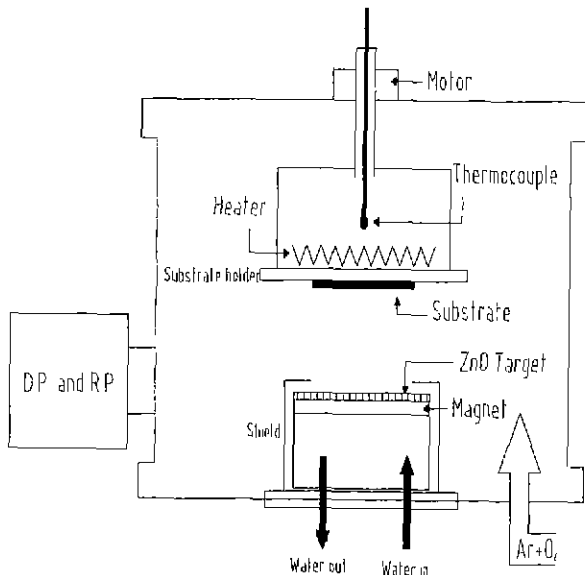 Motor
Thermocouple
Heater
Substrate holder
Substrate
ZnO Target
DP and RP
Magnet
Shield
Ar+O₂
Water out
Water in